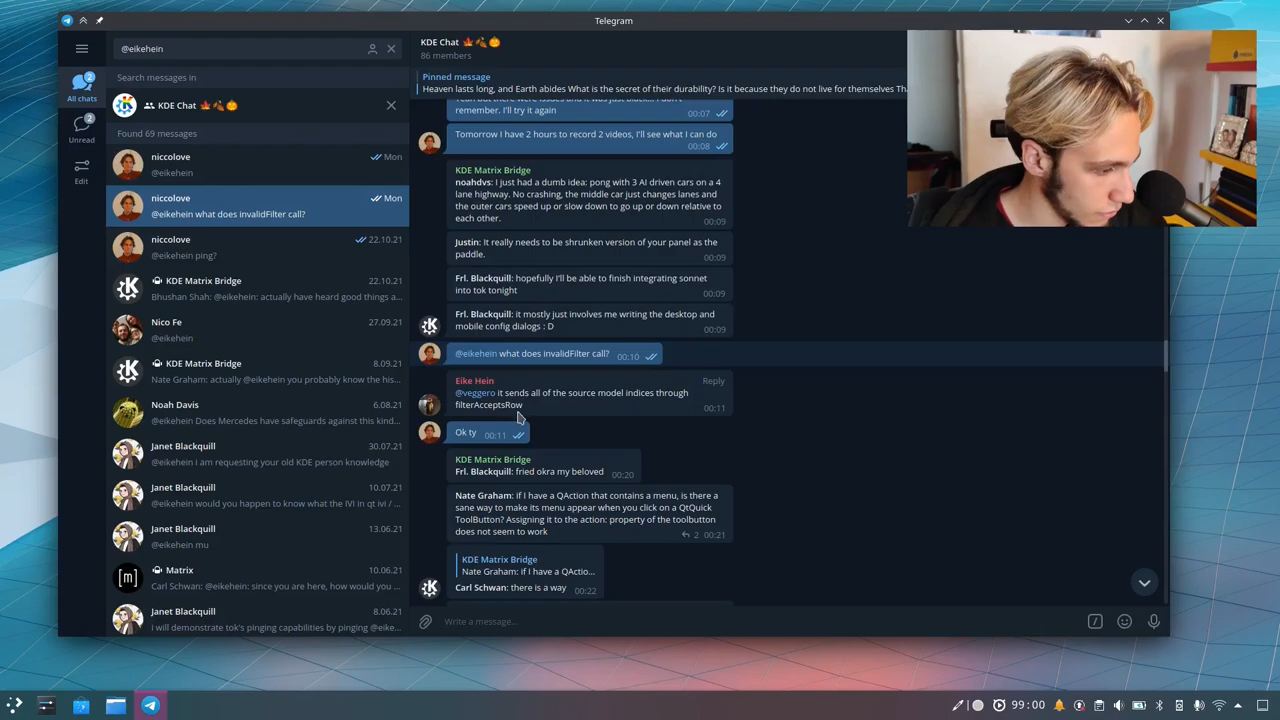 Telegram
@eikehein
Search messages in
KDE Chat
Found 69 messages
niccolove Mon
@eikehein
niccolove Mon
@eikehein what does invalidFilter call?
niccolove 22.10.21
@eikehein ping?
KDE Matrix Bridge 22.10.21
Bhushan Shah: @eikehein: actually have heard good things a...
Nico Fe 27.09.21
@eikehein
KDE Matrix Bridge 8.09.21
Nate Graham: actually @eikehein you probably know the his...
Noah Davis 6.08.21
@eikehein Does Mercedes have safeguards against this kind...
Janet Blackquill 30.07.21
@eikehein i am requesting your old KDE person knowledge
Janet Blackquill 10.07.21
@eikehein would you happen to know what the IVI in qt ivi / ...
Janet Blackquill 13.06.21
@eikehein mu
Matrix 10.06.21
Carl Schwan: @eikehein: since you are here, how would you ...
Janet Blackquill 8.06.21
i will demonstrate tok's pinging capabilities by pinging @eike...
2
All chats
2
Unread
Edit
KDE Chat
86 members
Pinned message
Heaven lasts long, and Earth abides What is the secret of their durability? Is it because they do not live for themselves
remember. I'll try it again
00:07
Tomorrow I have 2 hours to record 2 videos, I'll see what I can do
00:08
KDE Matrix Bridge
noahdvs: I just had a dumb idea: pong with 3 AI driven cars on a 4
lane highway. No crashing, the middle car just changes lanes and
the outer cars speed up or slow down to go up or down relative to
each other.
00:09
Justin: It really needs to be shrunken version of your panel as the
paddle.
00:09
Frl. Blackquill: hopefully I'll be able to finish integrating sonnet
into tok tonight
00:09
Frl. Blackquill: it mostly just involves me writing the desktop and
mobile config dialogs : D
00:09
@eikehein what does invalidFilter call? 00:10
Eike Hein Reply
@veggero it sends all of the source model indices through
filterAcceptsRow
00:11
Ok ty 00:11
KDE Matrix Bridge
Frl. Blackquill: fried okra my beloved 00:20
Nate Graham: if I have a QAction that contains a menu, is there a
sane way to make its menu appear when you click on a QtQuick
ToolButton? Assigning it to the action: property of the toolbutton
does not seem to work
2 00:21
KDE Matrix Bridge
Nate Graham: if I have a QActio...
Carl Schwan: there is a way 00:22
Write a message...
99:00